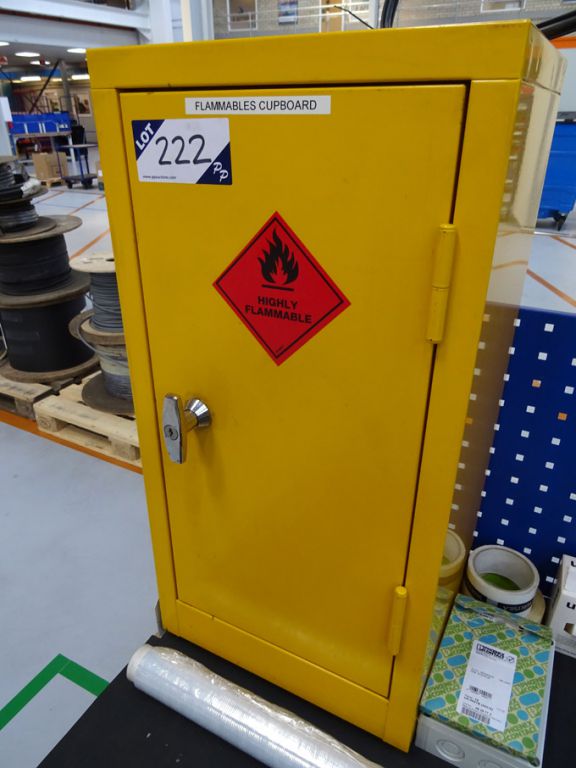 FLAMMABLES CUPBOARD
LOT
222
PP
HIGHLY
FLAMMABLE